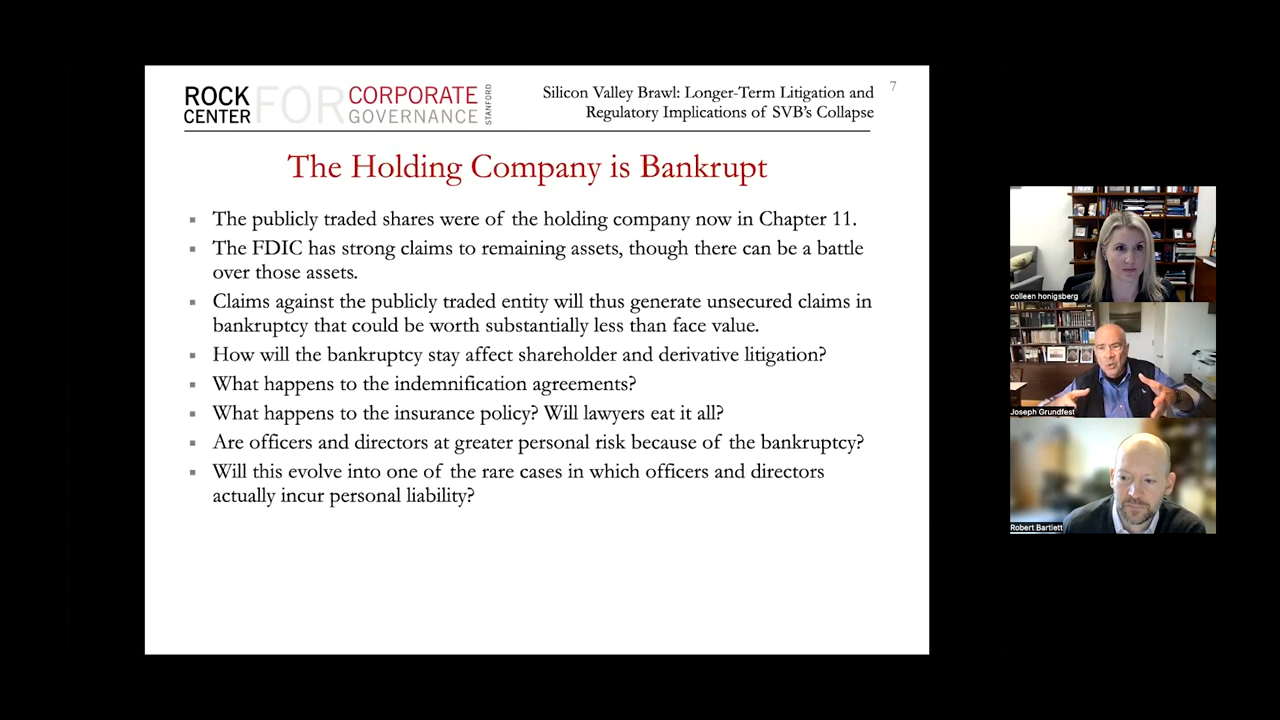 ROCK CENTER FOR CORPORATE GOVERNANCE STANFORD
Silicon Valley Brawl: Longer-Term Litigation and
Regulatory Implications of SVB's Collapse
7
The Holding Company is Bankrupt
▪ The publicly traded shares were of the holding company now in Chapter 11.
▪ The FDIC has strong claims to remaining assets, though there can be a battle
over those assets.
▪ Claims against the publicly traded entity will thus generate unsecured claims in
bankruptcy that could be worth substantially less than face value.
▪ How will the bankruptcy stay affect shareholder and derivative litigation?
▪ What happens to the indemnification agreements?
▪ What happens to the insurance policy? Will lawyers eat it all?
▪ Are officers and directors at greater personal risk because of the bankruptcy?
▪ Will this evolve into one of the rare cases in which officers and directors
actually incur personal liability?
colleen honigsberg
Joseph Grundfest
Robert Bartlett